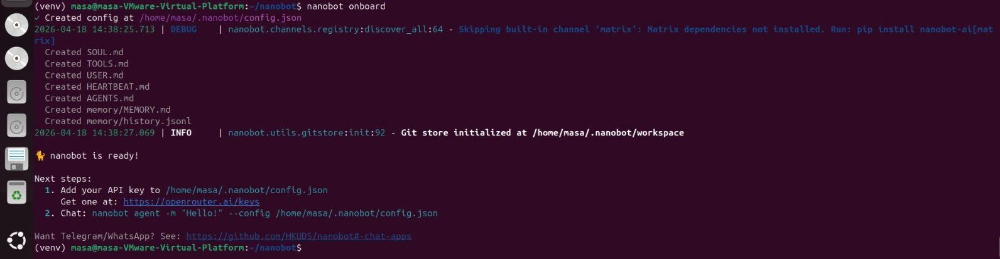 (venv) masa@masa-VMware-Virtual-Platform:~/nanobot$ nanobot onboard
✓ Created config at /home/masa/.nanobot/config.json
2026-04-18 14:38:25.713 | DEBUG    | nanobot.channels.registry:discover_all:64 - Skipping built-in channel 'matrix': Matrix dependencies not installed. Run: pip install nanobot-ai[mat
rix]
  Created SOUL.md
  Created TOOLS.md
  Created USER.md
  Created HEARTBEAT.md
  Created AGENTS.md
  Created memory/MEMORY.md
  Created memory/history.jsonl
2026-04-18 14:38:27.069 | INFO     | nanobot.utils.gitstore:init:92 - Git store initialized at /home/masa/.nanobot/workspace
🐈 nanobot is ready!
Next steps:
  1. Add your API key to /home/masa/.nanobot/config.json
     Get one at: https://openrouter.ai/keys
  2. Chat: nanobot agent -m "Hello!" --config /home/masa/.nanobot/config.json
Want Telegram/WhatsApp? See: https://github.com/HKUDS/nanobot#-chat-apps
(venv) masa@masa-VMware-Virtual-Platform:~/nanobot$